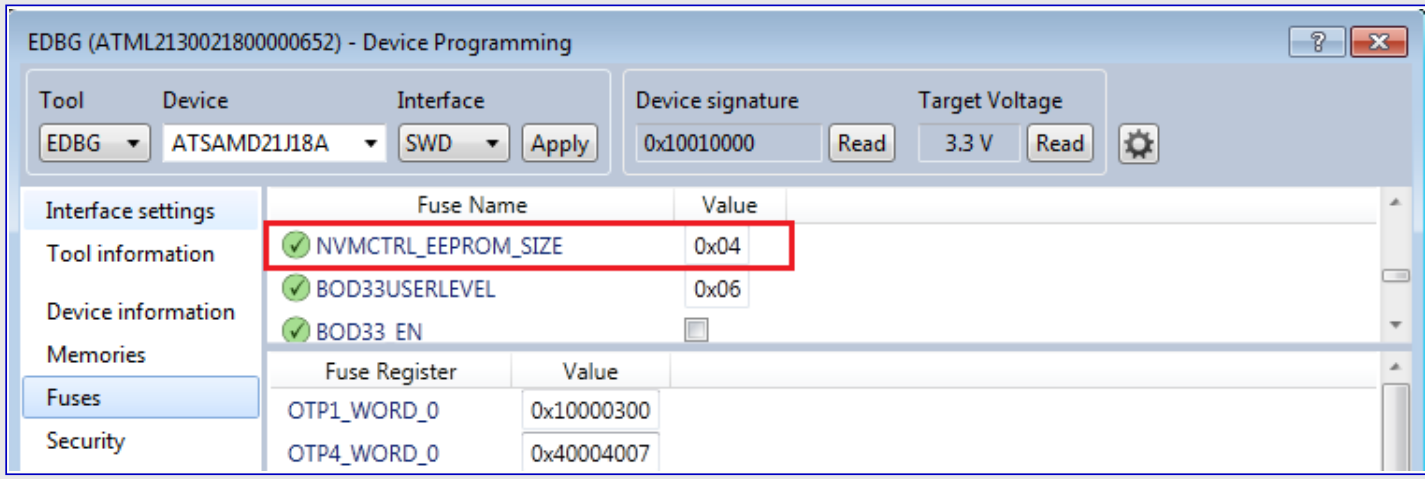 EDBG (ATML2130021800000652) - Device Programming
Tool Device Interface Device signature Target Voltage
EDBG ATSAMD21J18A SWD Apply 0x10010000 Read 3.3 V Read
Interface settings
Tool information
Device information
Memories
Fuses
Security
Fuse Name Value
NVMCTRL_EEPROM_SIZE 0x04
BOD33USERLEVEL 0x06
BOD33_EN
Fuse Register Value
OTP1_WORD_0 0x10000300
OTP4_WORD_0 0x40004007